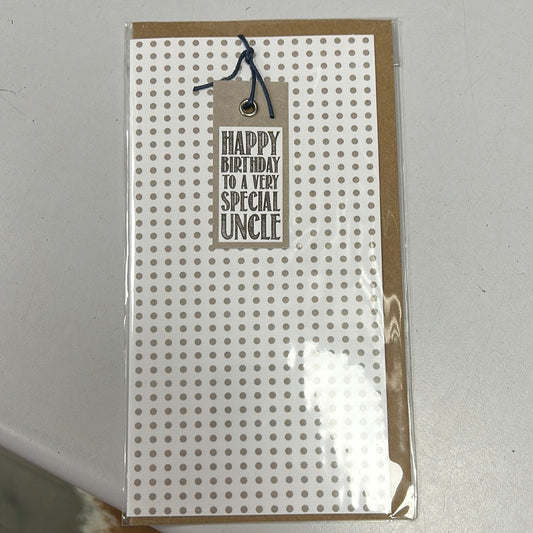 HAPPY
BIRTHDAY
TO A VERY
SPECIAL
UNCLE